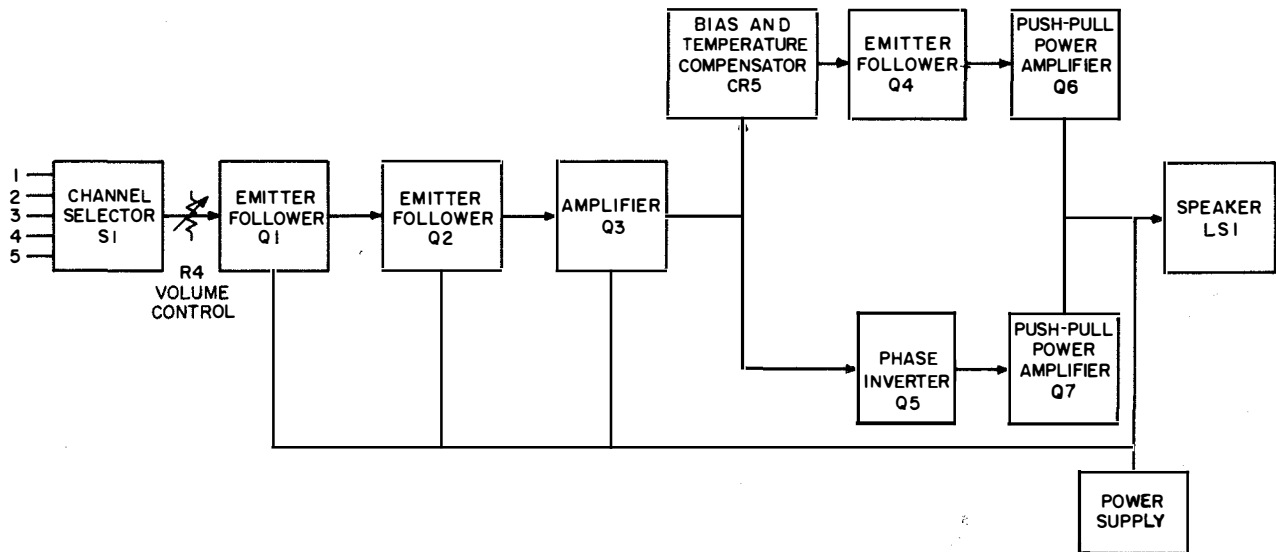 BIAS AND
TEMPERATURE
COMPENSATOR
CR5
EMITTER
FOLLOWER
Q4
PUSH-PULL
POWER
AMPLIFIER
Q6
1
2
3
4
5
CHANNEL
SELECTOR
S1
R4
VOLUME
CONTROL
EMITTER
FOLLOWER
Q1
EMITTER
FOLLOWER
Q2
AMPLIFIER
Q3
SPEAKER
LS1
PHASE
INVERTER
Q5
PUSH-PULL
POWER
AMPLIFIER
Q7
POWER
SUPPLY